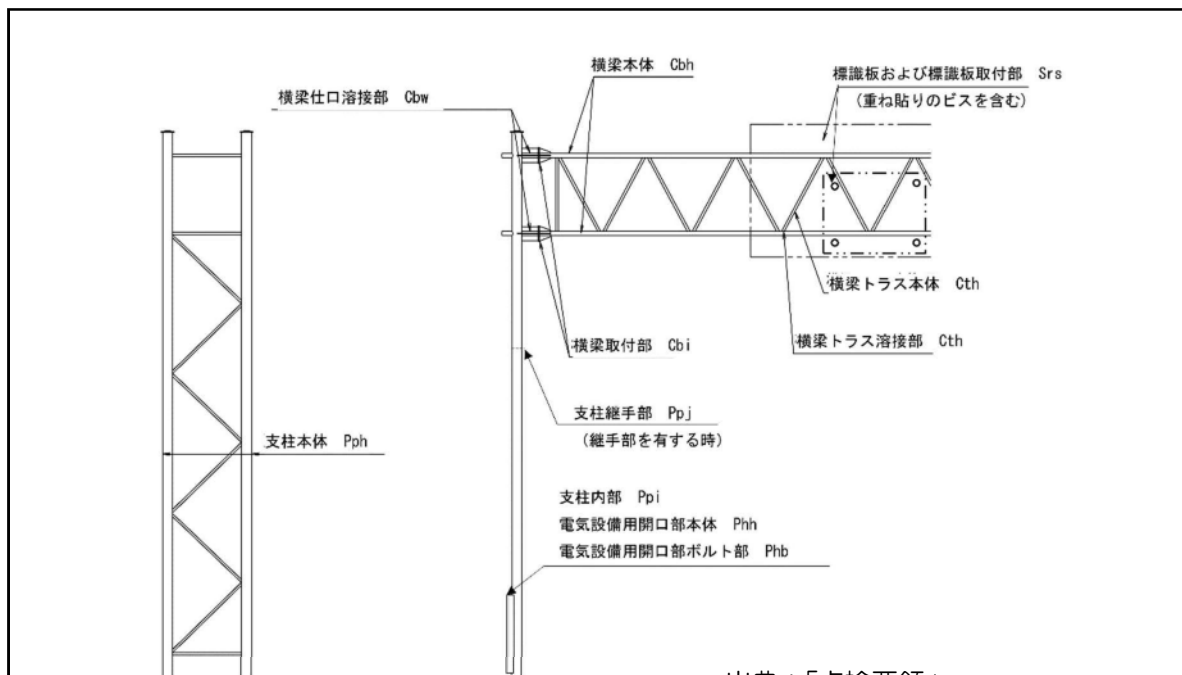 横梁本体 Cbh
標識板および標識板取付部 Srs
(重ね貼りのビスを含む)
横梁仕口溶接部 Cbw
横梁トラス本体 Cth
横梁取付部 Cbi
横梁トラス溶接部 Cth
支柱継手部 Ppj
(継手部を有する時)
支柱本体 Pph
支柱内部 Ppi
電気設備用開口部本体 Phh
電気設備用開口部ボルト部 Phb